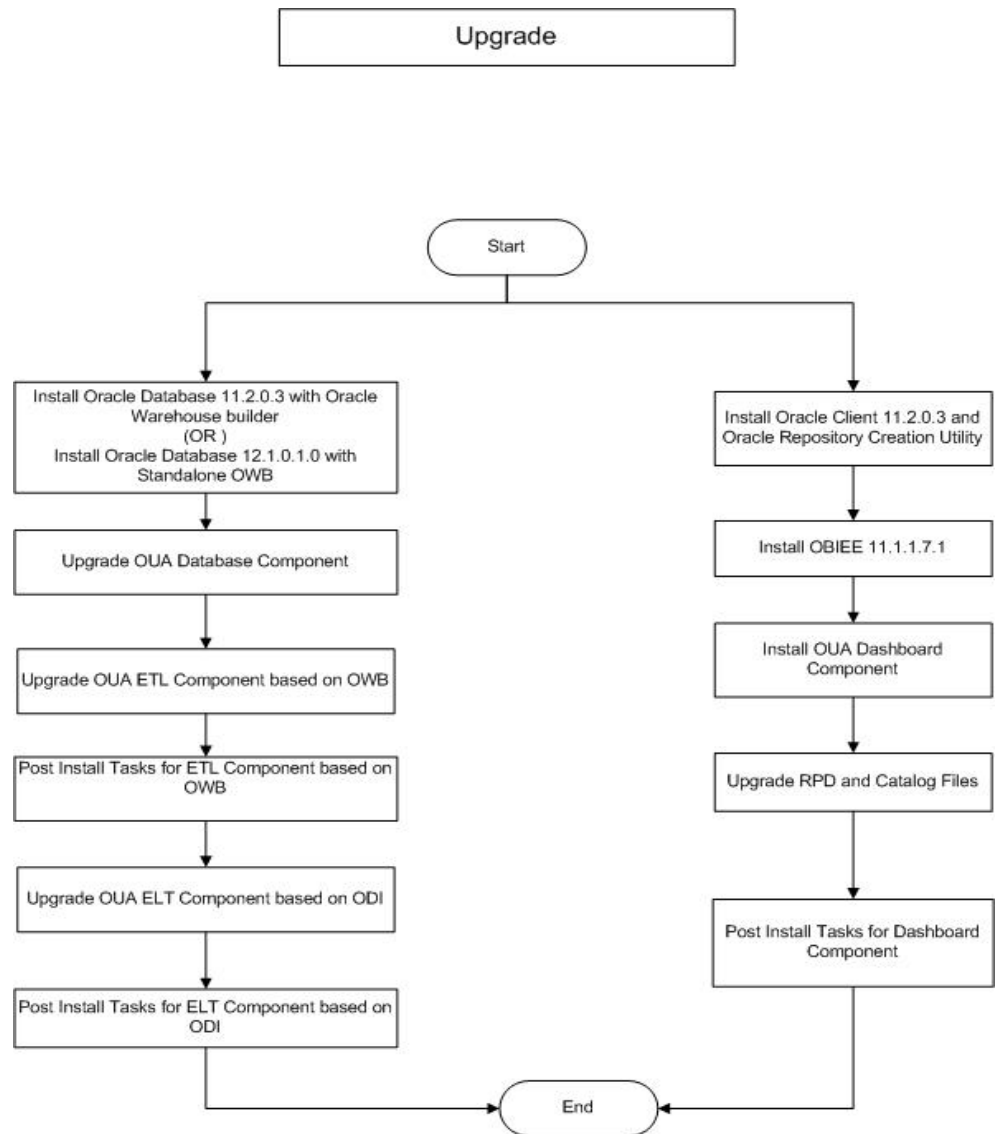 Upgrade
Start
Install Oracle Database 11.2.0.3 with Oracle
Warehouse builder
(OR )
Install Oracle Database 12.1.0.1.0 with
Standalone OWB
Upgrade OUA Database Component
Upgrade OUA ETL Component based on OWB
Post Install Tasks for ETL Component based on
OWB
Upgrade OUA ELT Component based on ODI
Post Install Tasks for ELT Component based on
ODI
Install Oracle Client 11.2.0.3 and
Oracle Repository Creation Utility
Install OBIEE 11.1.1.7.1
Install OUA Dashboard
Component
Upgrade RPD and Catalog Files
Post Install Tasks for Dashboard
Component
End